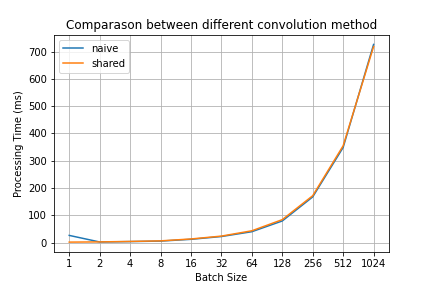 Comparason between different convolution method
naive
shared
700
600
500
400
300
200
100
0
Processing Time (ms)
1 2 4 8 16 32 64 128 256 512 1024
Batch Size